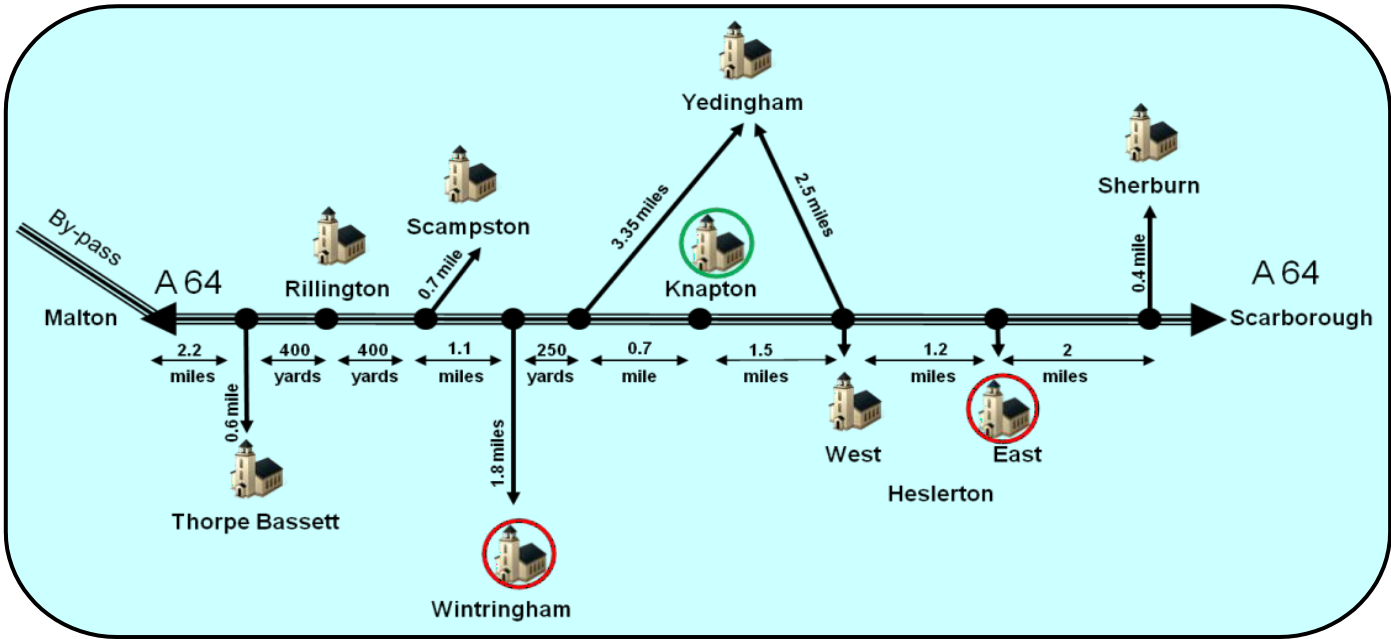 Yedingham
Sherburn
Scampston
3.35 miles
2.5 miles
By-pass
A 64
Rillington
0.7 mile
Knapton
0.4 mile
A 64
Malton
Scarborough
2.2
miles
400
yards
400
yards
1.1
miles
250
yards
0.7
mile
1.5
miles
1.2
miles
2
miles
0.6 mile
1.8 miles
West
East
Heslerton
Thorpe Bassett
Wintringham